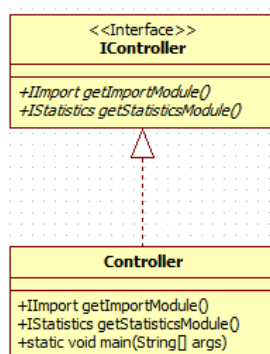 <<Interface>>
IController
+IImport getImportModule()
+IStatistics getStatisticsModule()
Controller
+IImport getImportModule()
+IStatistics getStatisticsModule()
+static void main(String[] args)